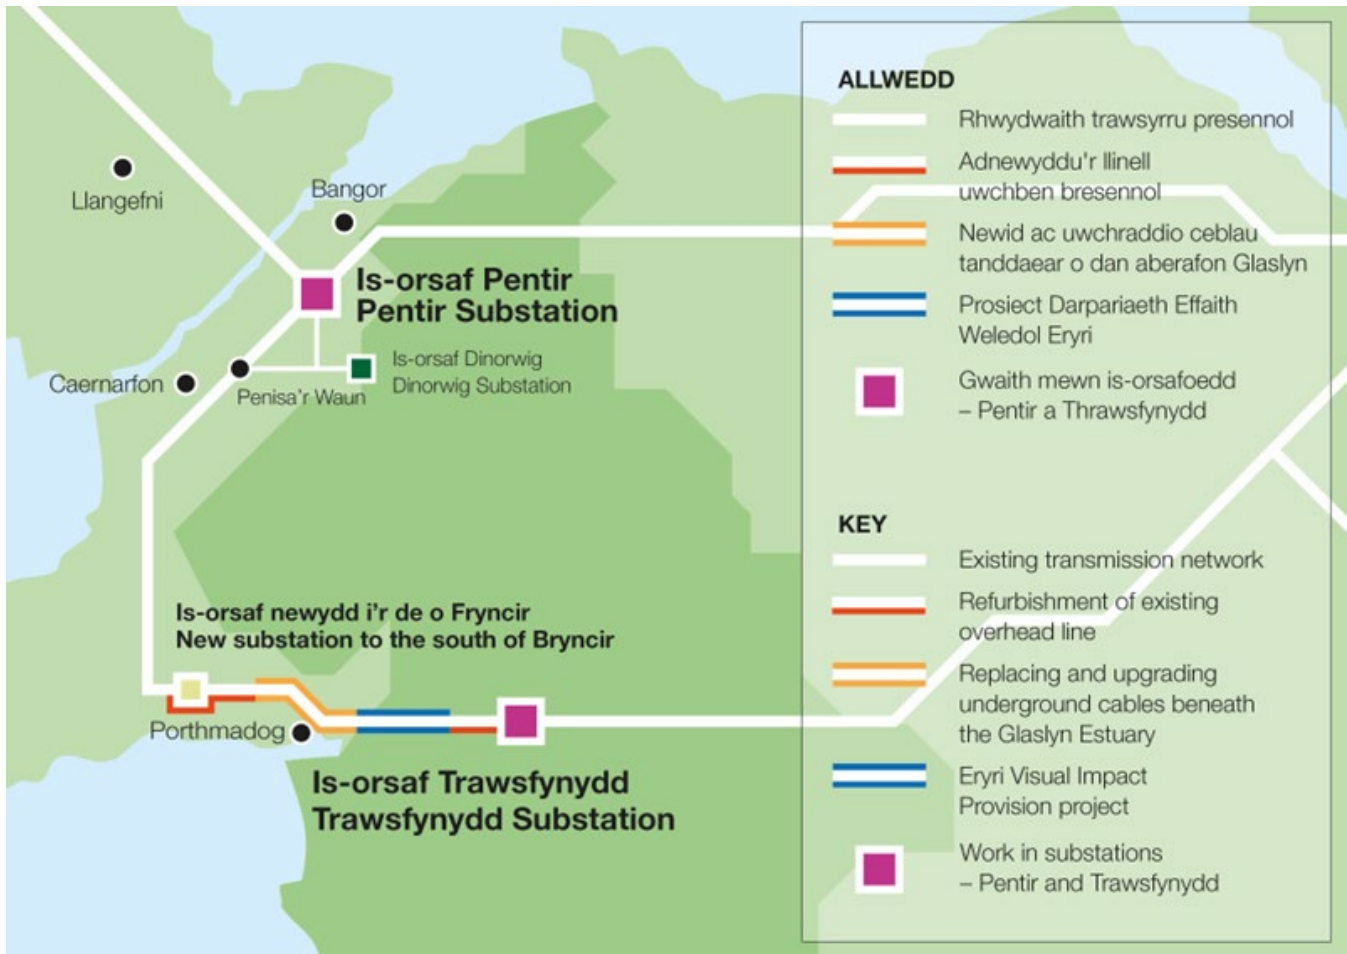 Llangefni
Bangor
Is-orsaf Pentir
Pentir Substation
Caernarfon
Penisa'r Waun
Is-orsaf Dinorwig
Dinorwig Substation
Is-orsaf newydd i'r de o Fryncir
New substation to the south of Bryncir
Porthmadog
Is-orsaf Trawsfynydd
Trawsfynydd Substation
ALLWEDD
Rhwydwaith trawsyrru presennol
Adnewyddu'r llinell
uwchben bresennol
Newid ac uwchraddio ceblau
tanddaear o dan aberafon Glaslyn
Prosiect Darpariaeth Effaith
Weledol Eryri
Gwaith mewn is-orsafoedd
– Pentir a Thrawsfynydd
KEY
Existing transmission network
Refurbishment of existing
overhead line
Replacing and upgrading
underground cables beneath
the Glaslyn Estuary
Eryri Visual Impact
Provision project
Work in substations
– Pentir and Trawsfynydd